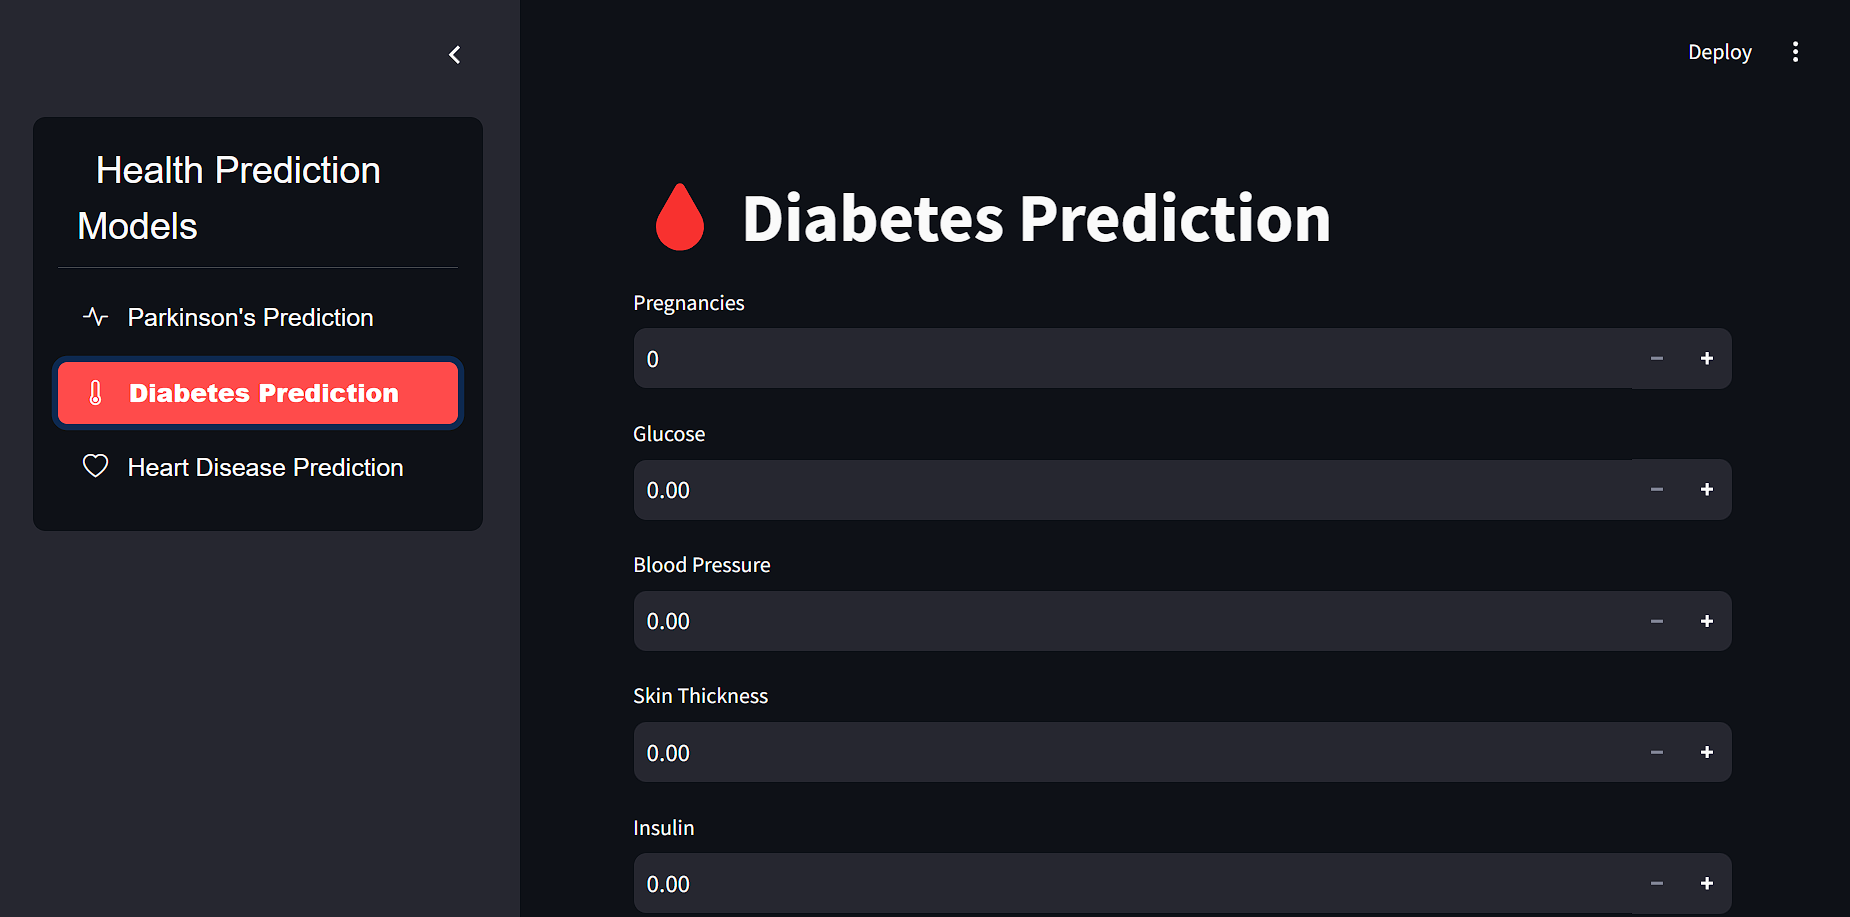 Deploy
Health Prediction
Models
Parkinson's Prediction
Diabetes Prediction
Heart Disease Prediction
Diabetes Prediction
Pregnancies
0
Glucose
0.00
Blood Pressure
0.00
Skin Thickness
0.00
Insulin
0.00